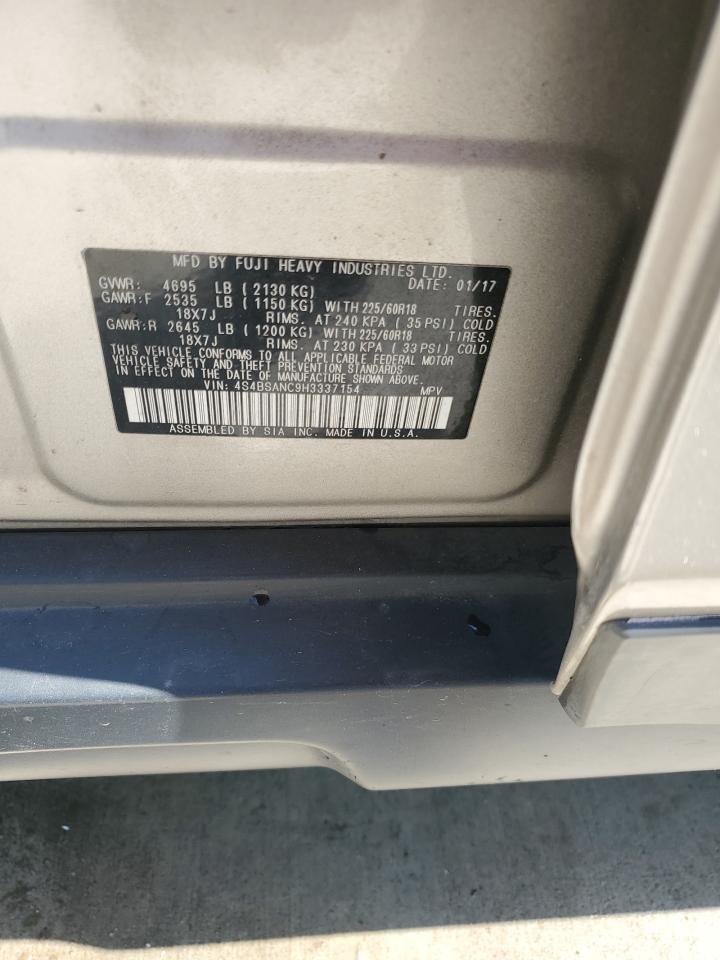 MFD BY FUJI HEAVY INDUSTRIES LTD.
GVWR: 4695 LB (2130 KG) DATE: 01/17
GAWR:F 2535 LB (1150 KG) WITH 225/60R18 TIRES.
18X7J RIMS. AT 240 KPA (35 PSI) COLD
GAWR:R 2645 LB (1200 KG) WITH 225/60R18 TIRES.
18X7J RIMS. AT 230 KPA (33 PSI) COLD
THIS VEHICLE CONFORMS TO ALL APPLICABLE FEDERAL MOTOR
VEHICLE SAFETY AND THEFT PREVENTION STANDARDS
IN EFFECT ON THE DATE OF MANUFACTURE SHOWN ABOVE.
VIN: 4S4BSANC9H3337154 MPV
ASSEMBLED BY SIA INC. MADE IN U.S.A.